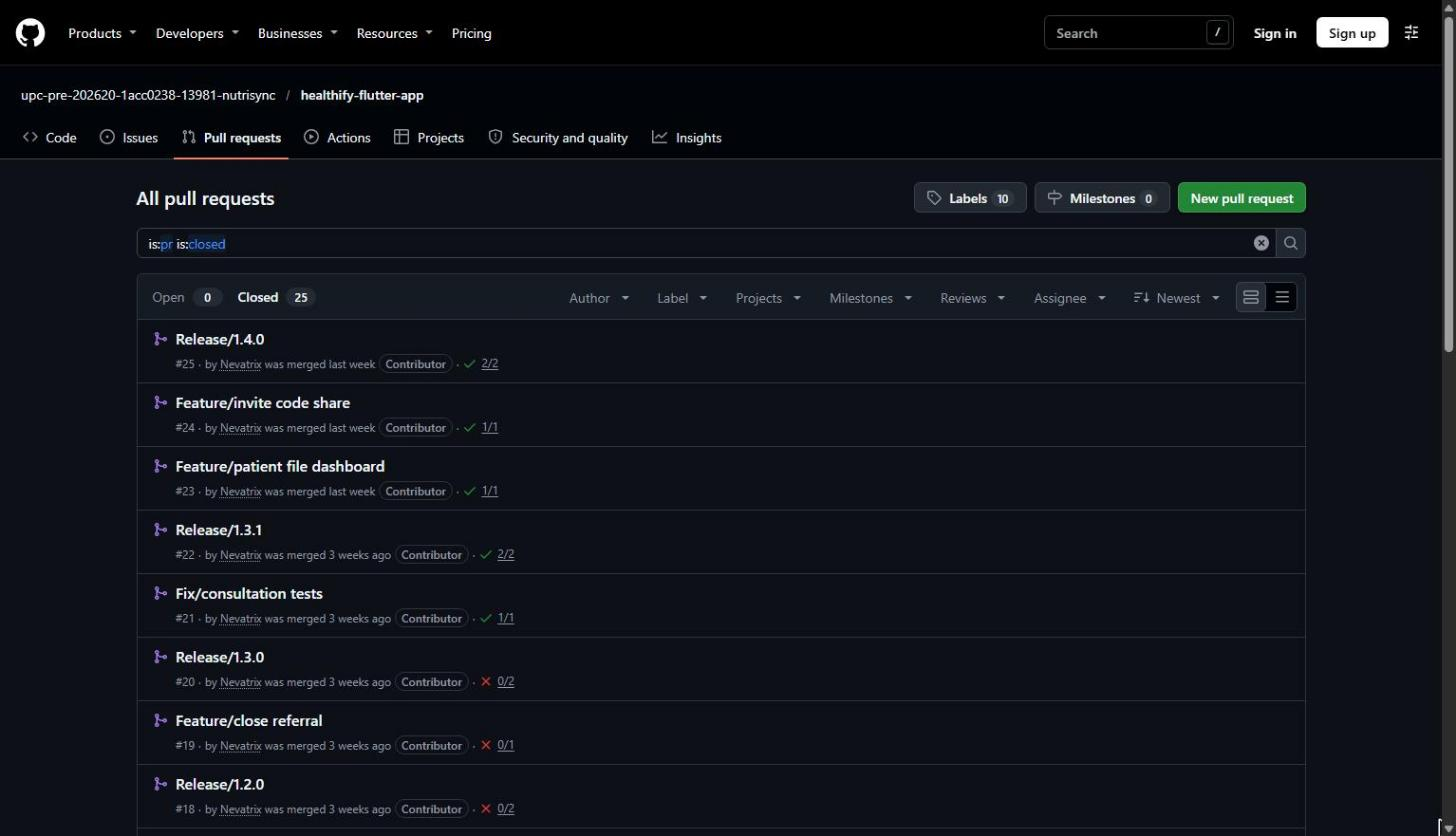 Products Developers Businesses Resources Pricing Search / Sign in Sign up
upc-pre-202620-1acc0238-13981-nutrisync / healthify-flutter-app
Code Issues Pull requests Actions Projects Security and quality Insights
All pull requests Labels 10 Milestones 0 New pull request
is:pr is:closed
Open 0 Closed 25 Author Label Projects Milestones Reviews Assignee Newest
Release/1.4.0
#25 · by Nevatrix was merged last week Contributor · 2/2
Feature/invite code share
#24 · by Nevatrix was merged last week Contributor · 1/1
Feature/patient file dashboard
#23 · by Nevatrix was merged last week Contributor · 1/1
Release/1.3.1
#22 · by Nevatrix was merged 3 weeks ago Contributor · 2/2
Fix/consultation tests
#21 · by Nevatrix was merged 3 weeks ago Contributor · 1/1
Release/1.3.0
#20 · by Nevatrix was merged 3 weeks ago Contributor · 0/2
Feature/close referral
#19 · by Nevatrix was merged 3 weeks ago Contributor · 0/1
Release/1.2.0
#18 · by Nevatrix was merged 3 weeks ago Contributor · 0/2